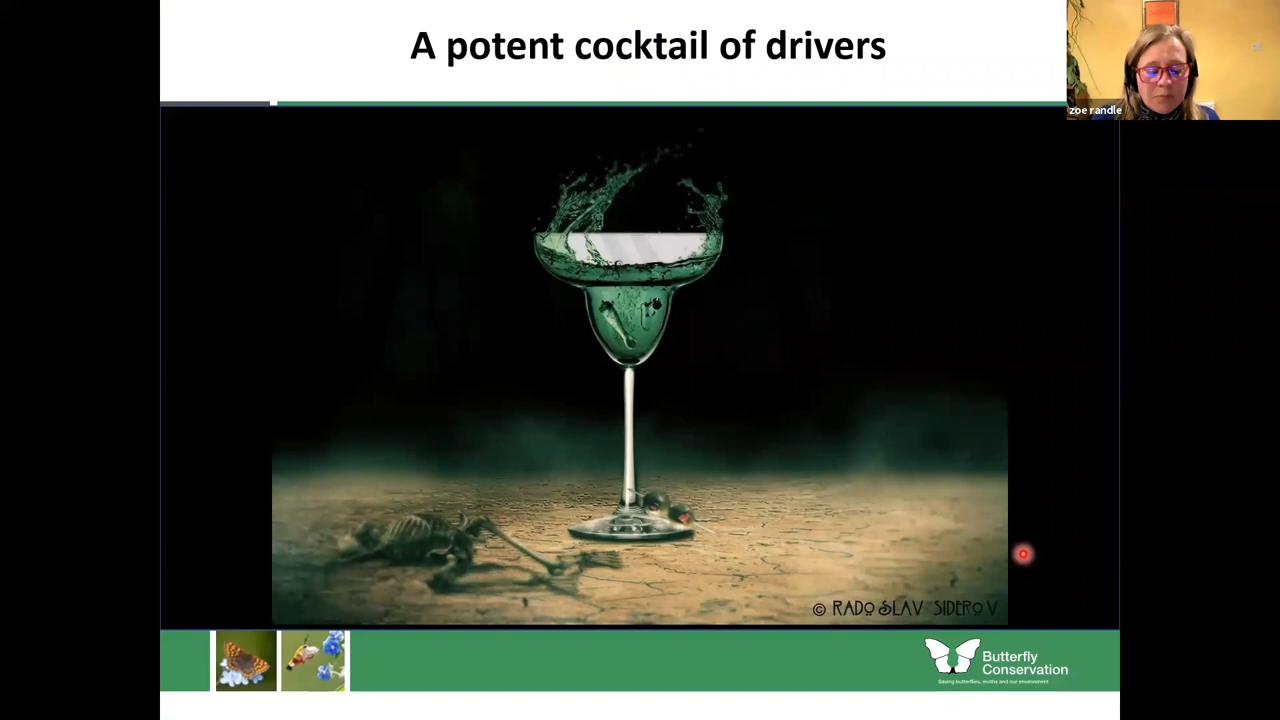 A potent cocktail of drivers
zoe randle
© RADOSLAV SIDEROV
Butterfly
Conservation
Saving butterflies, moths and our environment